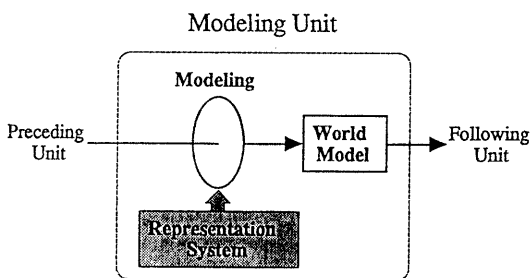 Modeling Unit
Modeling
Preceding
Unit
World
Model
Following
Unit
Representation
System